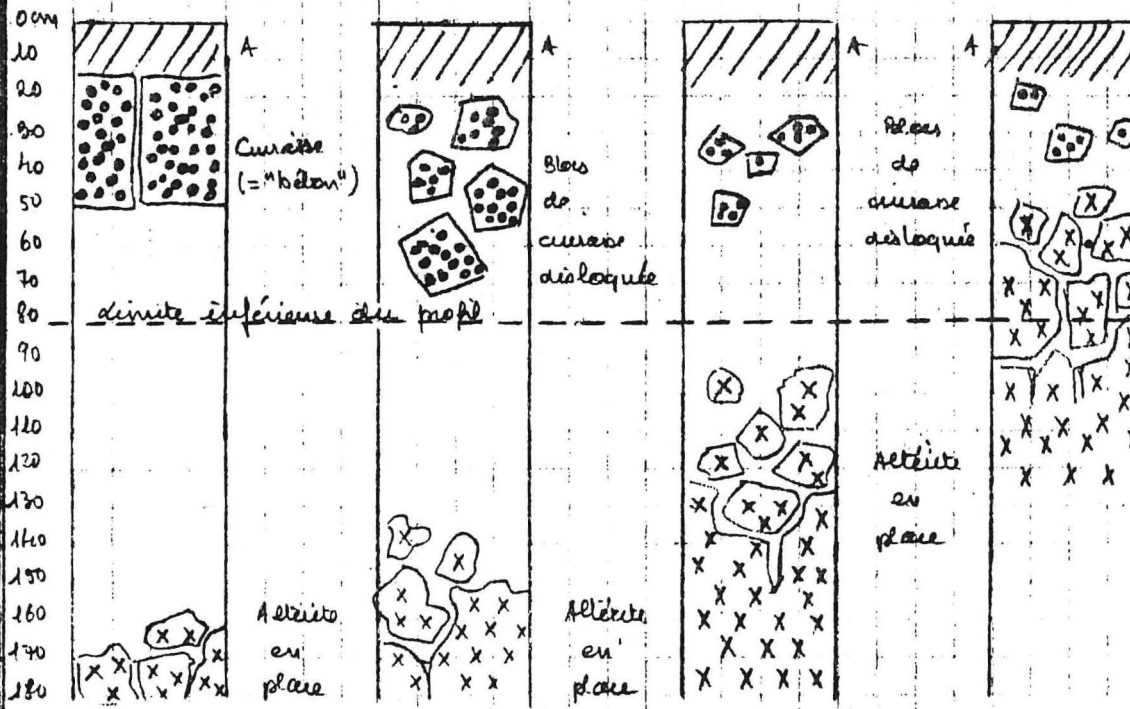 0cm
10
20
30
40
50
60
70
80
90
100
110
120
130
140
150
160
170
180
A
Cuirasse
(="béton")
Altérite
en
place
A
Blocs
de
cuirasse
disloquée
Altérite
en
place
A
Blocs
de
cuirasse
disloquée
Altérite
en
place
A
Limite inférieure du profil